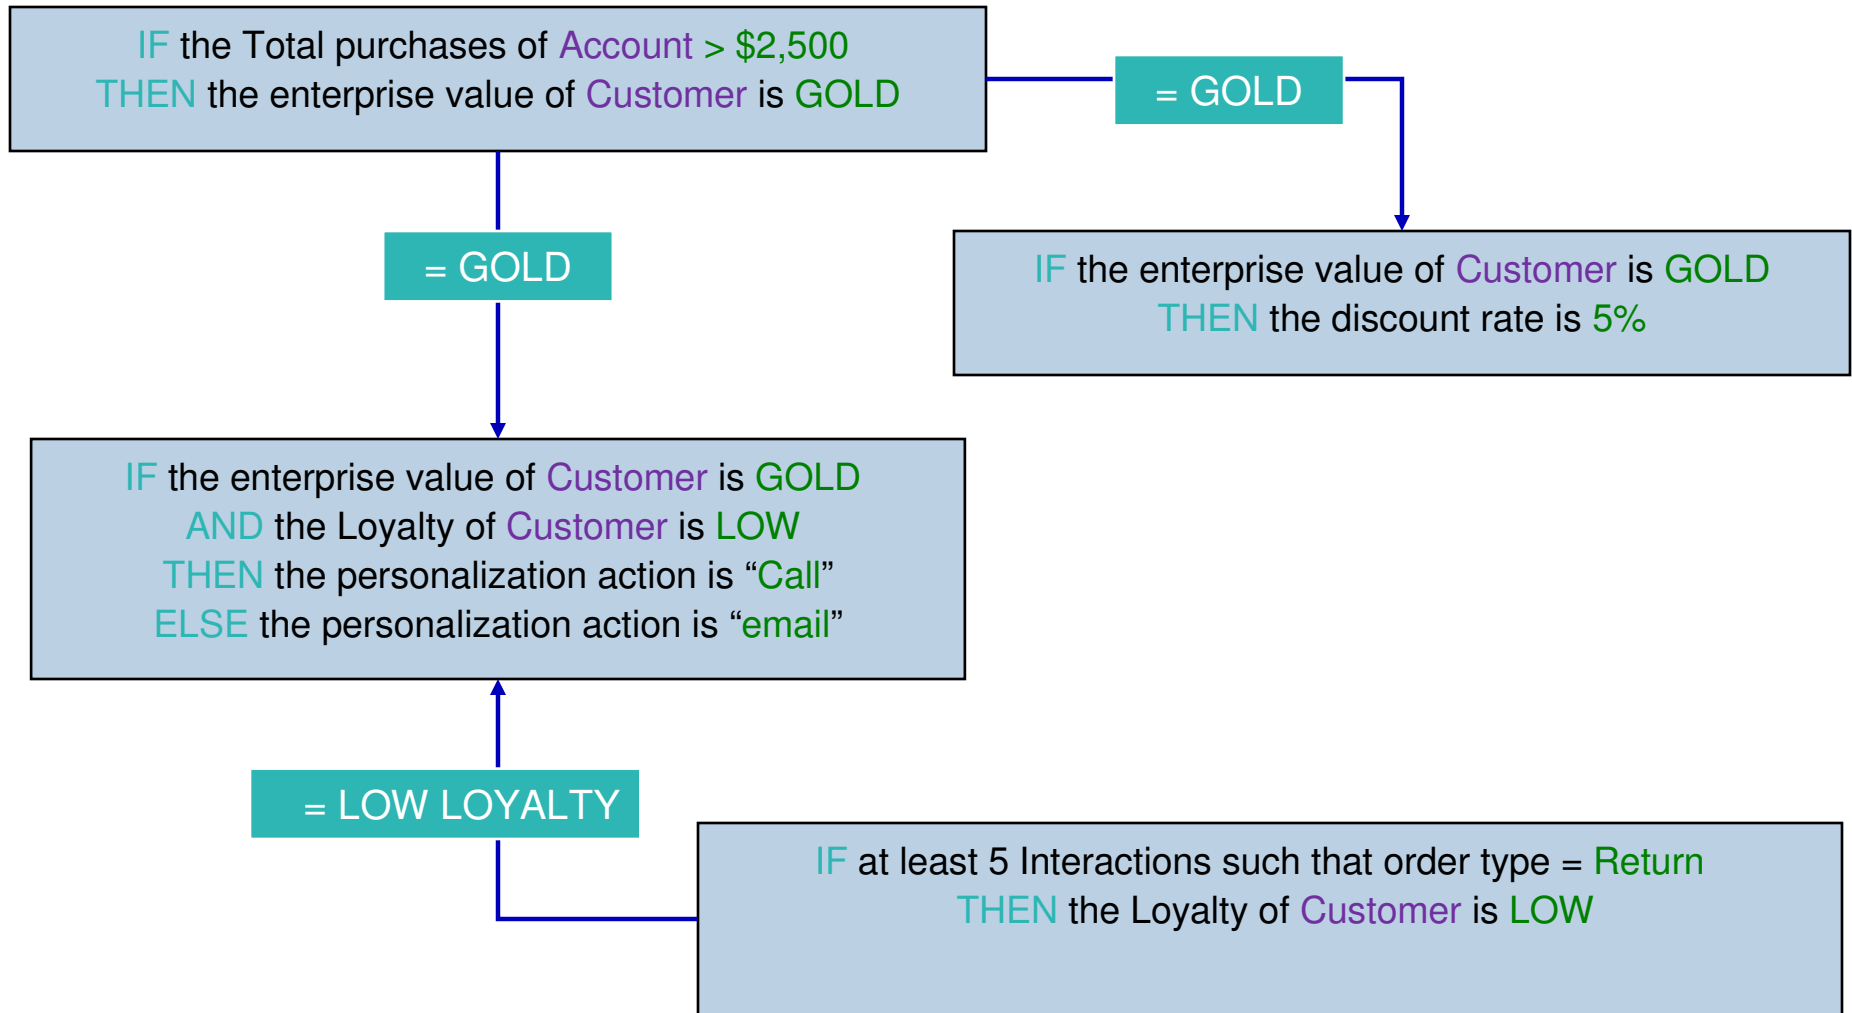 IF the Total purchases of Account > $2,500
THEN the enterprise value of Customer is GOLD
= GOLD
= GOLD
IF the enterprise value of Customer is GOLD
THEN the discount rate is 5%
IF the enterprise value of Customer is GOLD
AND the Loyalty of Customer is LOW
THEN the personalization action is “Call”
ELSE the personalization action is “email”
= LOW LOYALTY
IF at least 5 Interactions such that order type = Return
THEN the Loyalty of Customer is LOW